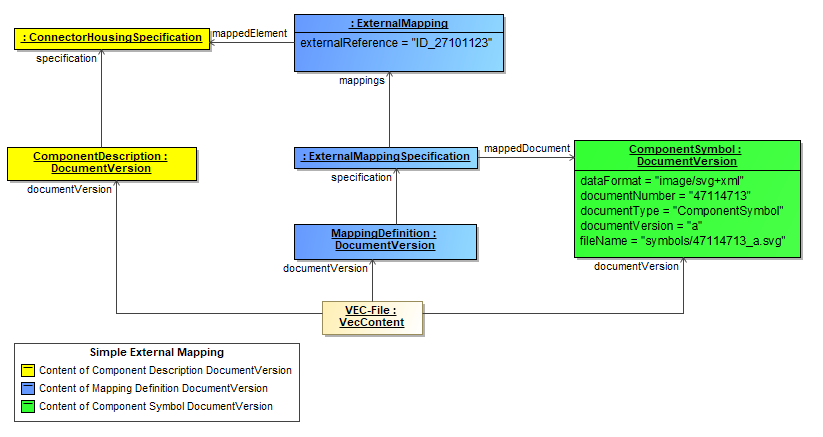 : ExternalMapping
externalReference = "ID_27101123"
mappedElement
: ConnectorHousingSpecification
specification
mappings
ComponentDescription :
DocumentVersion
documentVersion
: ExternalMappingSpecification
specification
mappedDocument
ComponentSymbol :
DocumentVersion
dataFormat = "image/svg+xml"
documentNumber = "47114713"
documentType = "ComponentSymbol"
documentVersion = "a"
fileName = "symbols/47114713_a.svg"
MappingDefinition :
DocumentVersion
documentVersion
documentVersion
VEC-File :
VecContent
Simple External Mapping
Content of Component Description DocumentVersion
Content of Mapping Definition DocumentVersion
Content of Component Symbol DocumentVersion